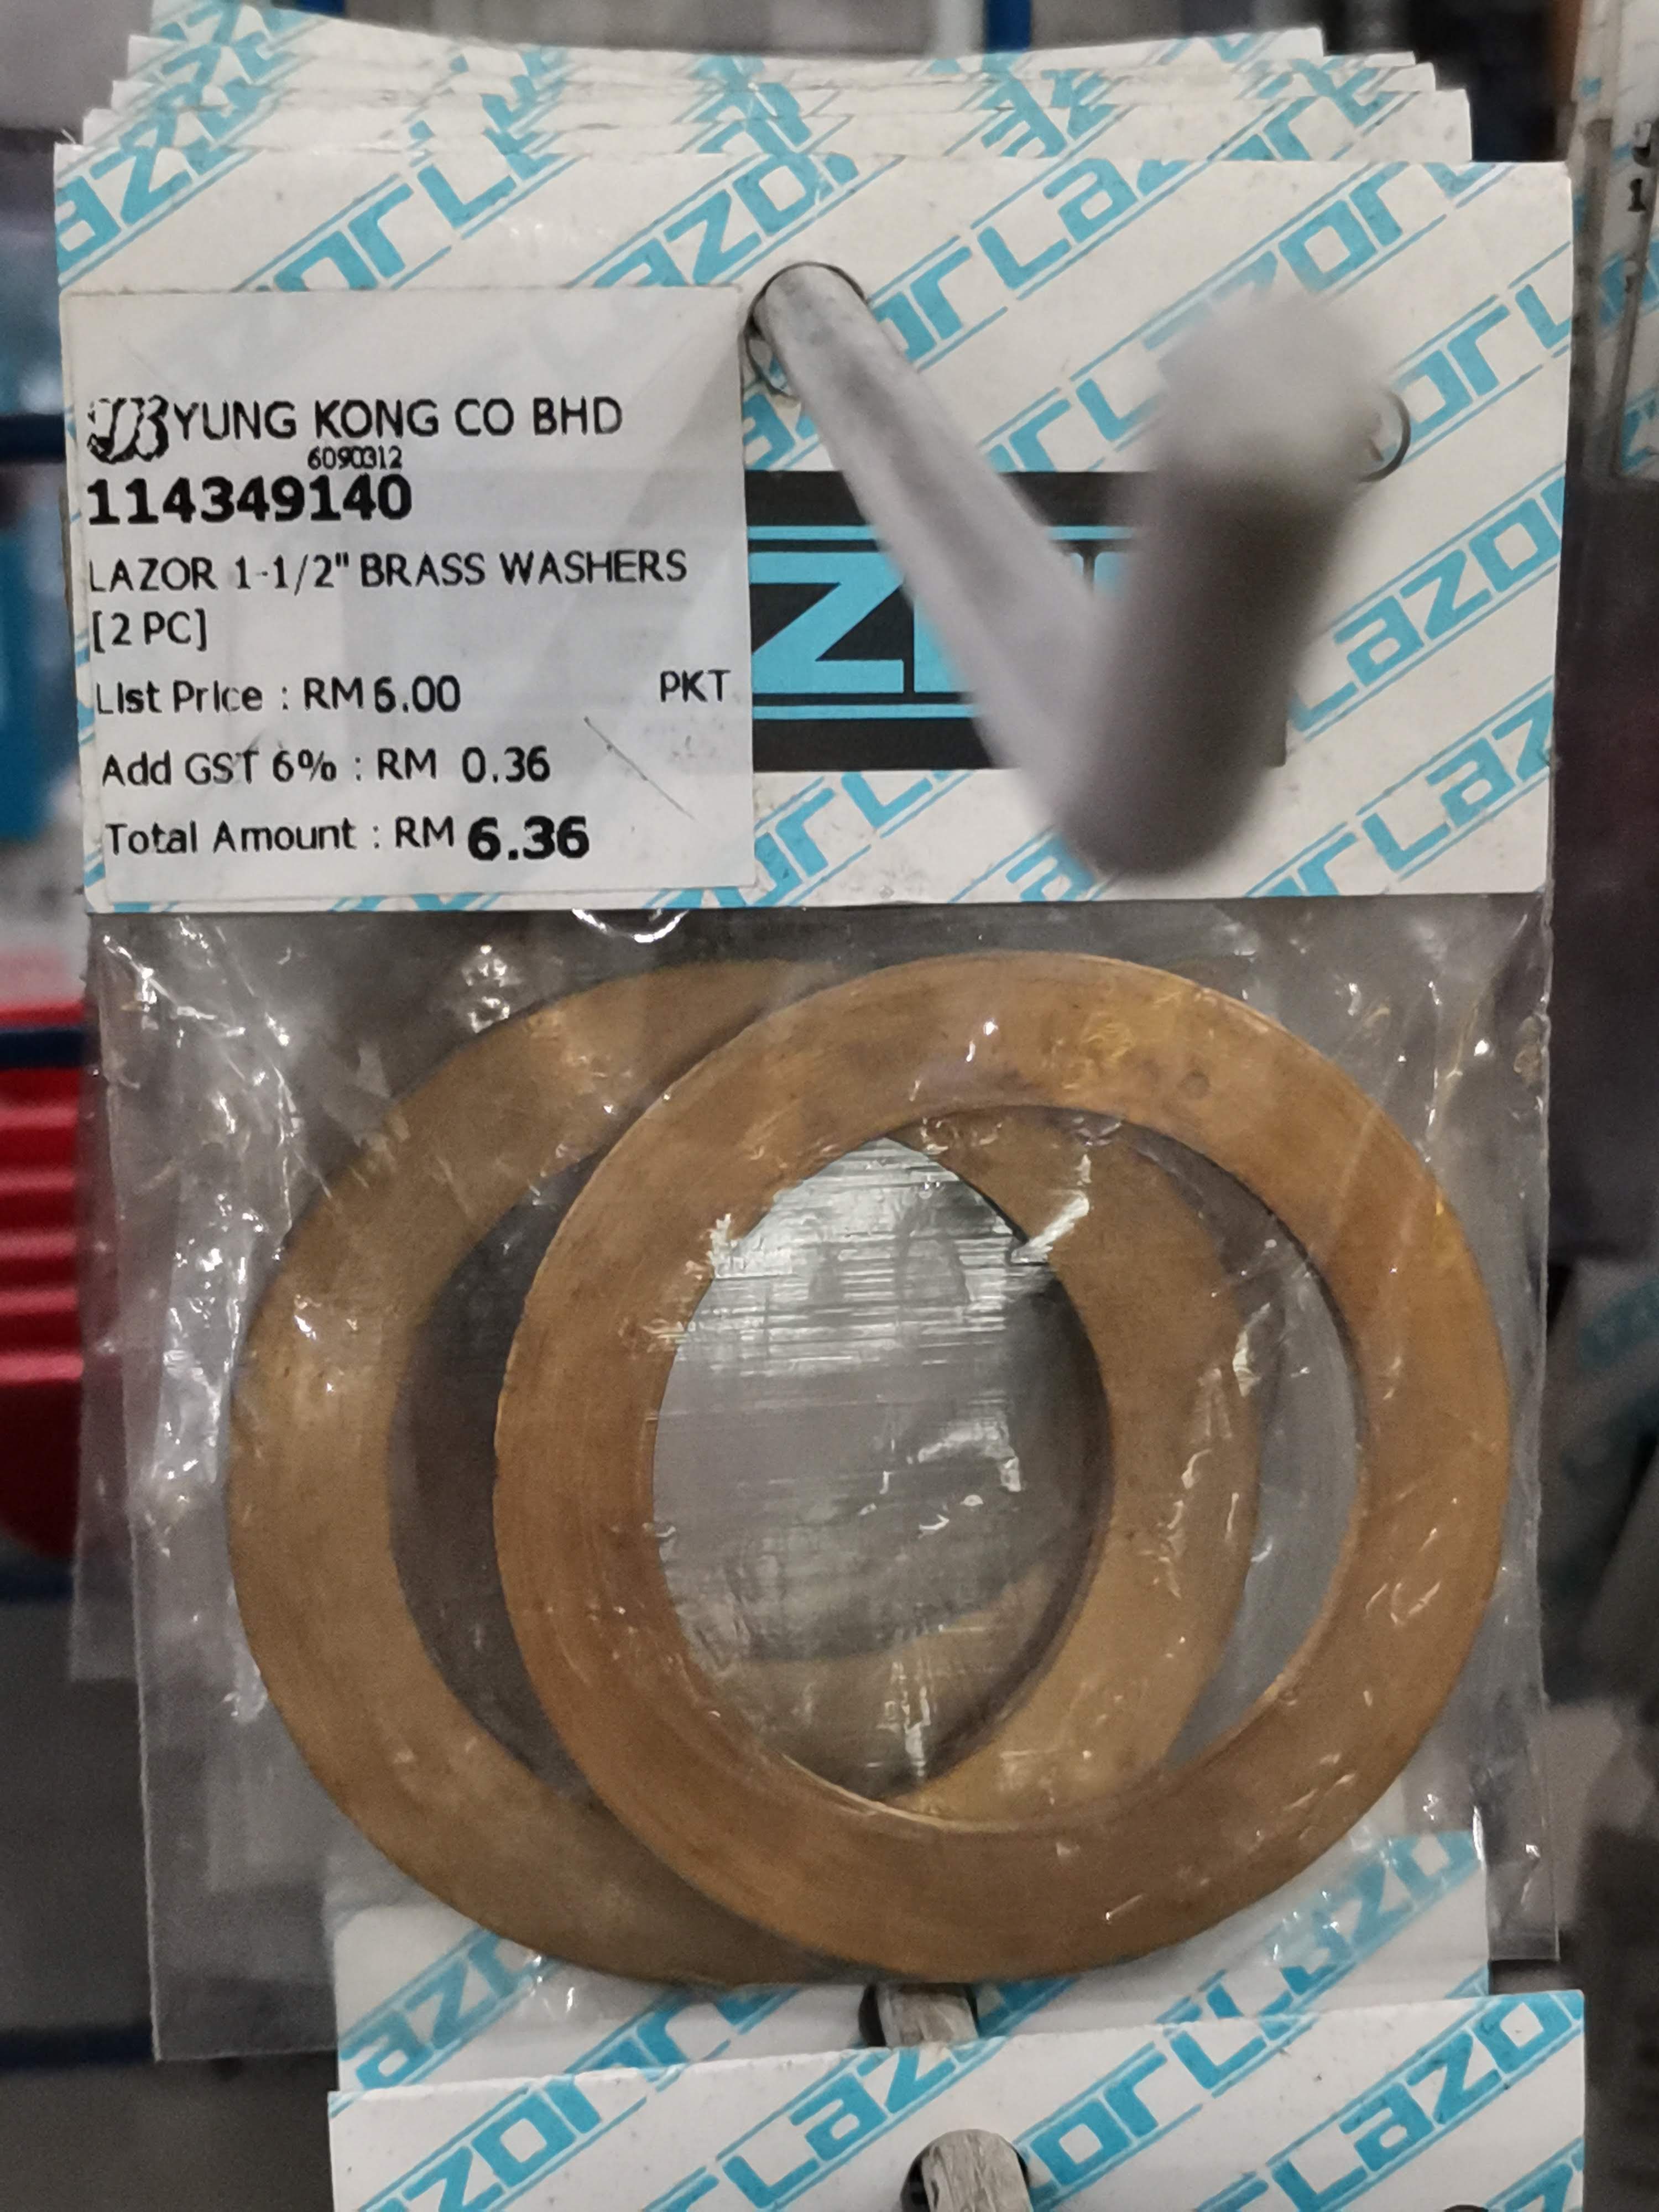 YUNG KONG CO BHD
6090312
114349140
LAZOR 1-1/2" BRASS WASHERS
[2 PC]
List Price : RM 6.00 PKT
Add GST 6% : RM 0.36
Total Amount : RM 6.36
Lazor